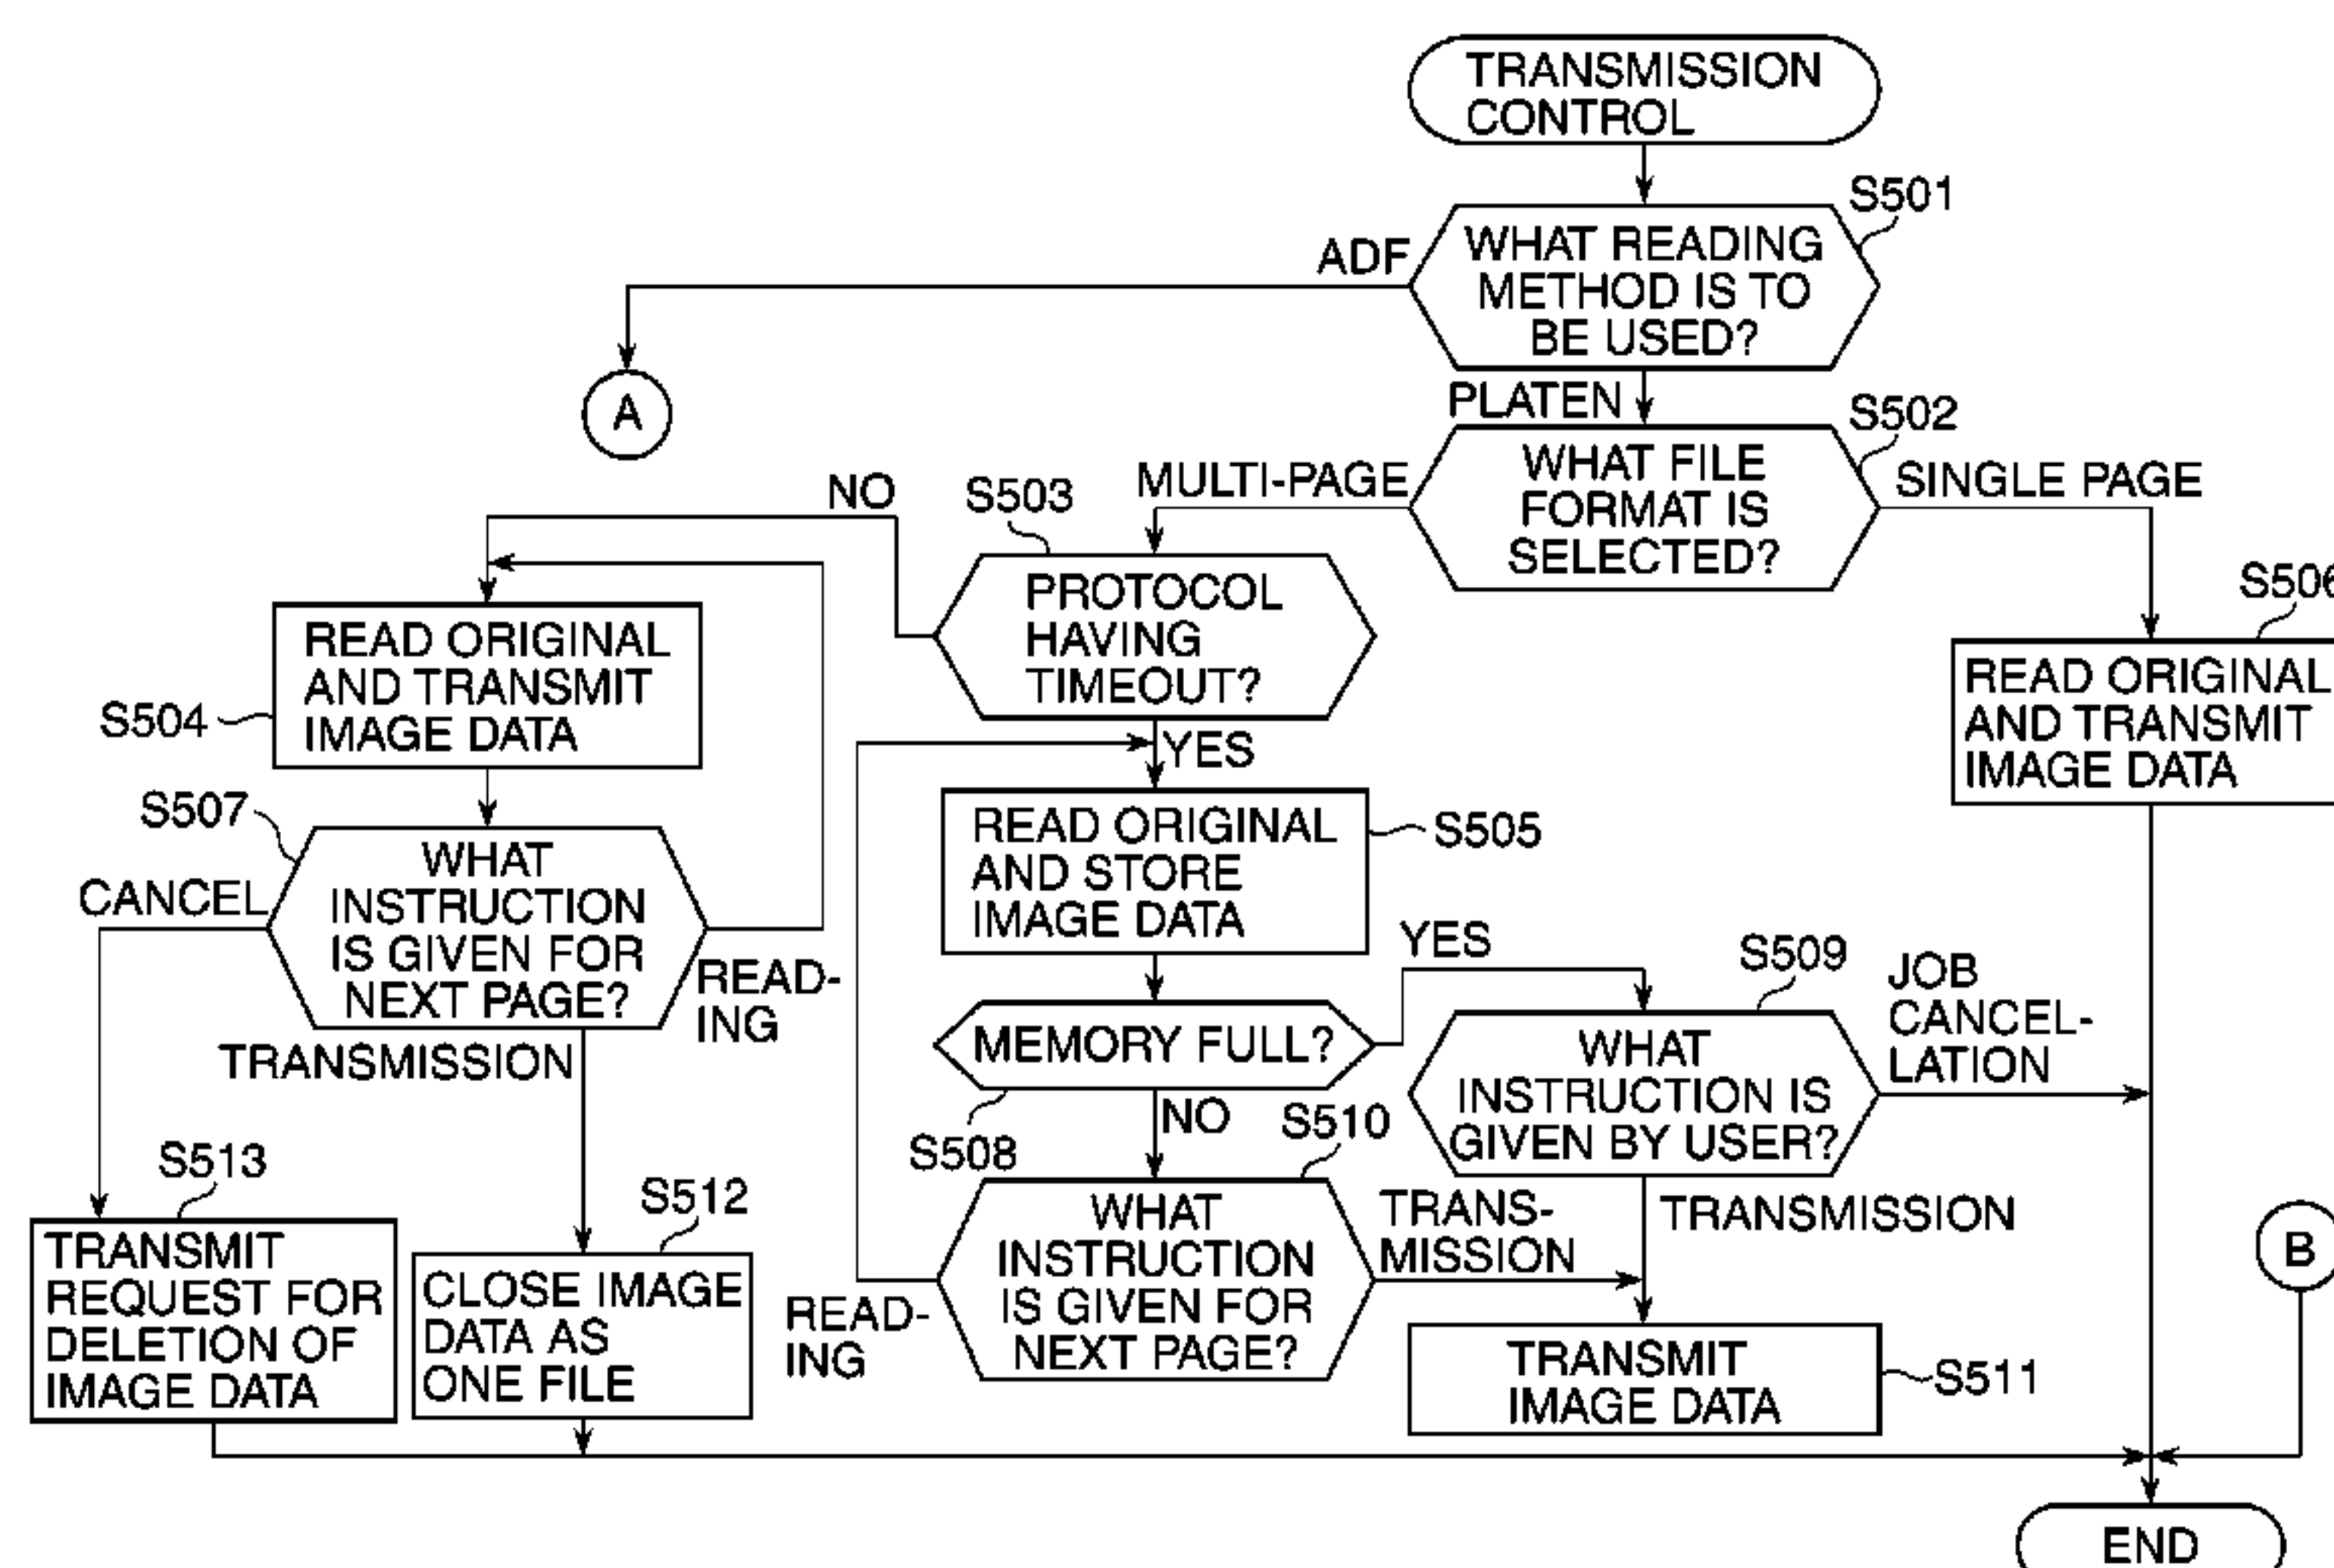 TRANSMISSION
CONTROL
S501
WHAT READING
METHOD IS TO
BE USED?
ADF
A
PLATEN
S502
WHAT FILE
FORMAT IS
SELECTED?
MULTI-PAGE
SINGLE PAGE
S503
NO
PROTOCOL
HAVING
TIMEOUT?
YES
S504
READ ORIGINAL
AND TRANSMIT
IMAGE DATA
S506
READ ORIGINAL
AND TRANSMIT
IMAGE DATA
S505
READ ORIGINAL
AND STORE
IMAGE DATA
S507
WHAT
INSTRUCTION
IS GIVEN FOR
NEXT PAGE?
CANCEL
READ-
ING
TRANSMISSION
MEMORY FULL?
S508
YES
NO
S509
WHAT
INSTRUCTION IS
GIVEN BY USER?
JOB
CANCEL-
LATION
TRANSMISSION
S510
WHAT
INSTRUCTION
IS GIVEN FOR
NEXT PAGE?
TRANS-
MISSION
READ-
ING
S513
TRANSMIT
REQUEST FOR
DELETION OF
IMAGE DATA
S512
CLOSE IMAGE
DATA AS
ONE FILE
TRANSMIT
IMAGE DATA
S511
B
END